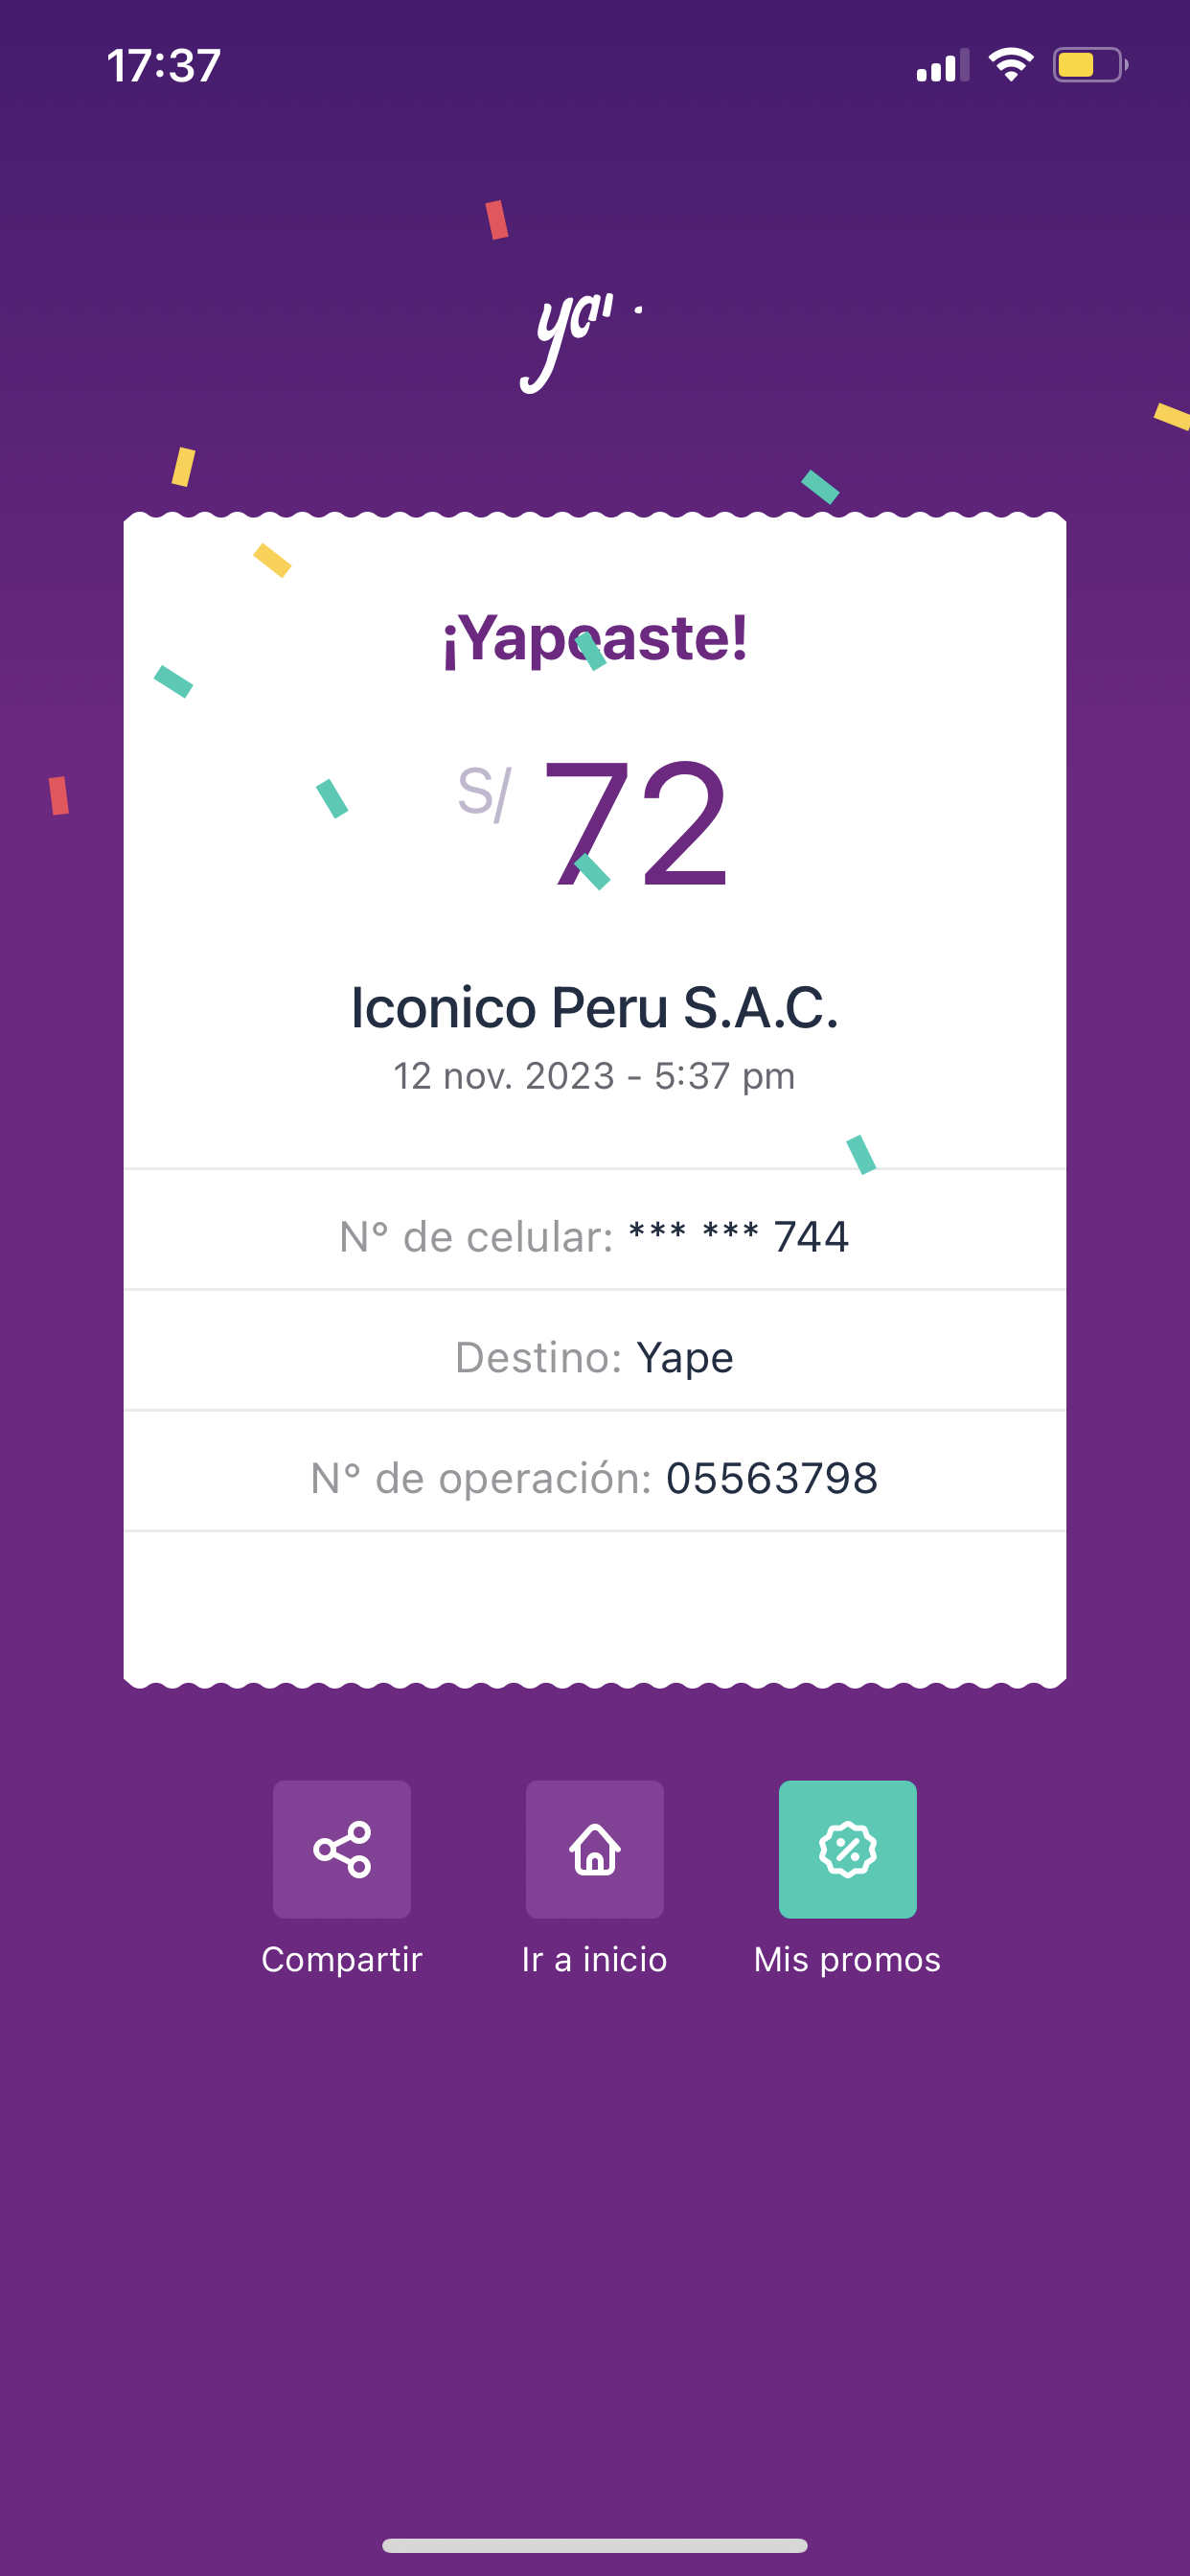 17:37
¡Yapeaste!
S/ 72
Iconico Peru S.A.C.
12 nov. 2023 - 5:37 pm
N° de celular: *** *** 744
Destino: Yape
N° de operación: 05563798
Compartir
Ir a inicio
Mis promos